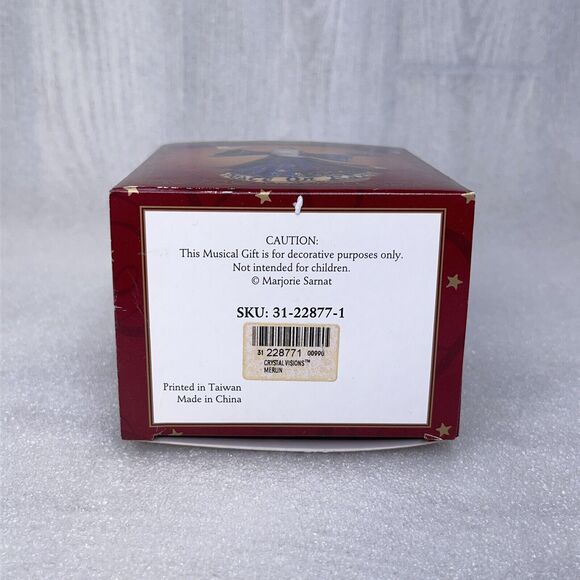 CAUTION:
This Musical Gift is for decorative purposes only.
Not intended for children.
© Marjorie Sarnat
SKU: 31-22877-1
31 228771 00990
CRYSTAL VISIONS™
MERLIN
Printed in Taiwan
Made in China